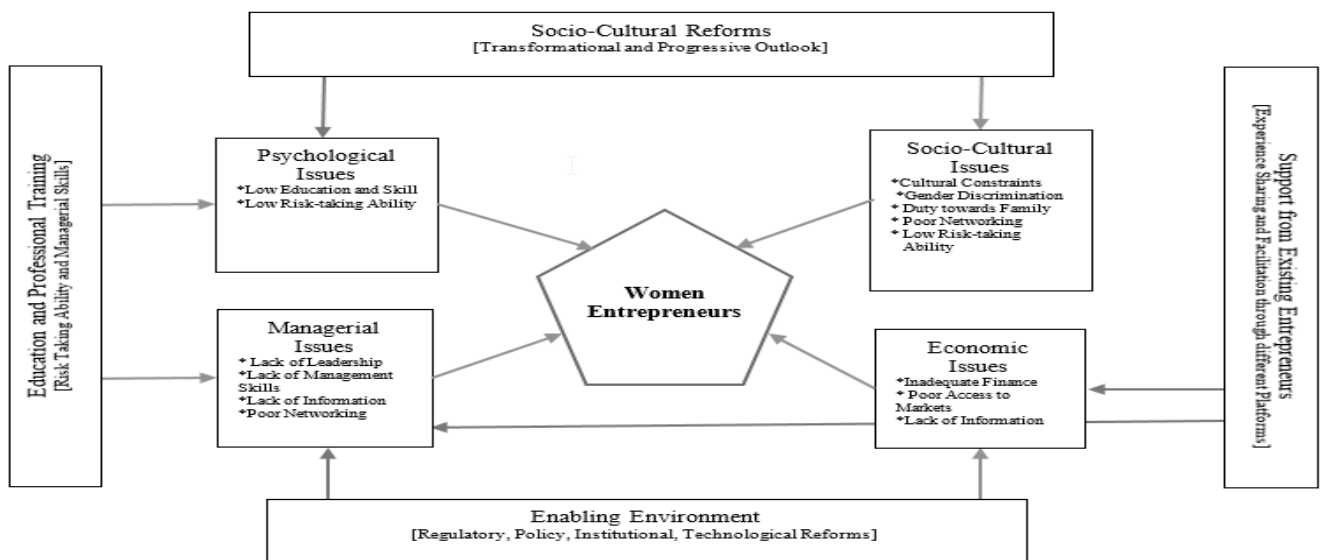 Socio-Cultural Reforms
[Transformational and Progressive Outlook]
Education and Professional Training
[Risk Taking Ability and Managerial Skills]
Psychological
Issues
*Low Education and Skill
*Low Risk-taking Ability
Socio-Cultural
Issues
*Cultural Constraints
*Gender Discrimination
* Duty towards Family
* Poor Networking
* Low Risk-taking
Ability
Women
Entrepreneurs
Managerial
Issues
* Lack of Leadership
*Lack of Management
Skills
*Lack of Information
*Poor Networking
Economic
Issues
*Inadequate Finance
* Poor Access to
Markets
*Lack of Information
Support from Existing Entrepreneurs
[Experience Sharing and Facilitation through different Platforms]
Enabling Environment
[Regulatory, Policy, Institutional, Technological Reforms]